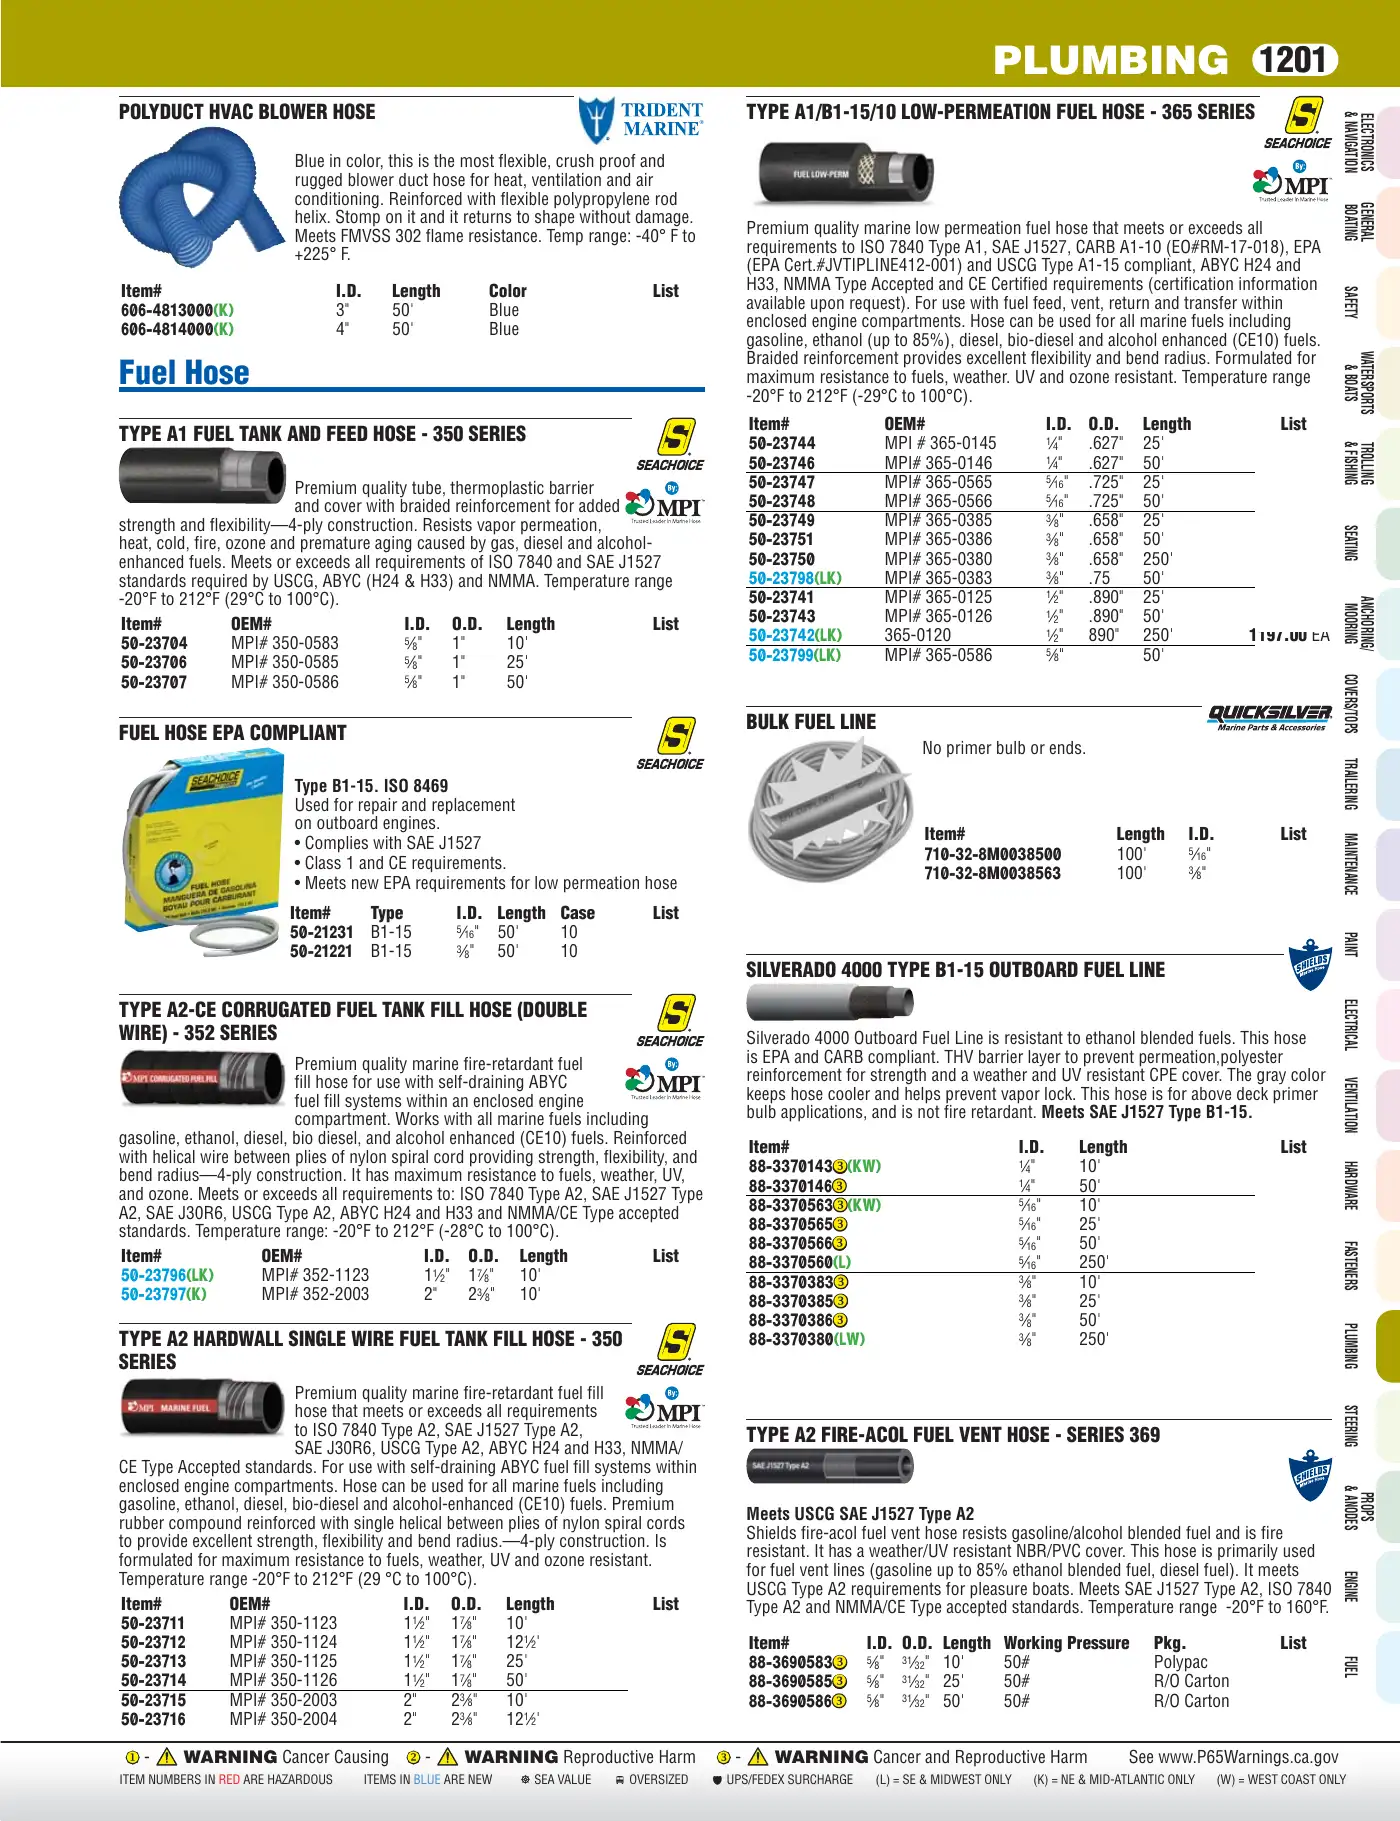 PLUMBING 1201
POLYDUCT HVAC BLOWER HOSE
TRIDENT
MARINE
Blue in color, this is the most flexible, crush proof and
rugged blower duct hose for heat, ventilation and air
conditioning. Reinforced with flexible polypropylene rod
helix. Stomp on it and it returns to shape without damage.
Meets FMVSS 302 flame resistance. Temp range: -40° F to
+225° F.
Item# I.D. Length Color List
606-4813000(K) 3" 50' Blue
606-4814000(K) 4" 50' Blue
Fuel Hose
TYPE A1 FUEL TANK AND FEED HOSE - 350 SERIES
SEACHOICE
By:
MPI
Trusted Leader In Marine Hose
Premium quality tube, thermoplastic barrier
and cover with braided reinforcement for added
strength and flexibility—4-ply construction. Resists vapor permeation,
heat, cold, fire, ozone and premature aging caused by gas, diesel and alcohol-
enhanced fuels. Meets or exceeds all requirements of ISO 7840 and SAE J1527
standards required by USCG, ABYC (H24 & H33) and NMMA. Temperature range
-20°F to 212°F (29°C to 100°C).
Item# OEM# I.D. O.D. Length List
50-23704 MPI# 350-0583 5⁄8" 1" 10'
50-23706 MPI# 350-0585 5⁄8" 1" 25'
50-23707 MPI# 350-0586 5⁄8" 1" 50'
FUEL HOSE EPA COMPLIANT
SEACHOICE
SEACHOICE
FUEL HOSE
MANGUERA DE GASOLINA
BOYAU POUR CARBURANT
Type B1-15. ISO 8469
Used for repair and replacement
on outboard engines.
• Complies with SAE J1527
• Class 1 and CE requirements.
• Meets new EPA requirements for low permeation hose
Item# Type I.D. Length Case List
50-21231 B1-15 5⁄16" 50' 10
50-21221 B1-15 3⁄8" 50' 10
TYPE A2-CE CORRUGATED FUEL TANK FILL HOSE (DOUBLE
WIRE) - 352 SERIES
SEACHOICE
By:
MPI
Trusted Leader In Marine Hose
MPI CORRUGATED FUEL FILL
Premium quality marine fire-retardant fuel
fill hose for use with self-draining ABYC
fuel fill systems within an enclosed engine
compartment. Works with all marine fuels including
gasoline, ethanol, diesel, bio diesel, and alcohol enhanced (CE10) fuels. Reinforced
with helical wire between plies of nylon spiral cord providing strength, flexibility, and
bend radius—4-ply construction. It has maximum resistance to fuels, weather, UV,
and ozone. Meets or exceeds all requirements to: ISO 7840 Type A2, SAE J1527 Type
A2, SAE J30R6, USCG Type A2, ABYC H24 and H33 and NMMA/CE Type accepted
standards. Temperature range: -20°F to 212°F (-28°C to 100°C).
Item# OEM# I.D. O.D. Length List
50-23796(LK) MPI# 352-1123 1½" 1⅞" 10'
50-23797(K) MPI# 352-2003 2" 2⅜" 10'
TYPE A2 HARDWALL SINGLE WIRE FUEL TANK FILL HOSE - 350
SERIES
SEACHOICE
By:
MPI
Trusted Leader In Marine Hose
MPI MARINE FUEL
Premium quality marine fire-retardant fuel fill
hose that meets or exceeds all requirements
to ISO 7840 Type A2, SAE J1527 Type A2,
SAE J30R6, USCG Type A2, ABYC H24 and H33, NMMA/
CE Type Accepted standards. For use with self-draining ABYC fuel fill systems within
enclosed engine compartments. Hose can be used for all marine fuels including
gasoline, ethanol, diesel, bio-diesel and alcohol-enhanced (CE10) fuels. Premium
rubber compound reinforced with single helical between plies of nylon spiral cords
to provide excellent strength, flexibility and bend radius.—4-ply construction. Is
formulated for maximum resistance to fuels, weather, UV and ozone resistant.
Temperature range -20°F to 212°F (29 °C to 100°C).
Item# OEM# I.D. O.D. Length List
50-23711 MPI# 350-1123 1½" 1⅞" 10'
50-23712 MPI# 350-1124 1½" 1⅞" 12½'
50-23713 MPI# 350-1125 1½" 1⅞" 25'
50-23714 MPI# 350-1126 1½" 1⅞" 50'
50-23715 MPI# 350-2003 2" 2⅜" 10'
50-23716 MPI# 350-2004 2" 2⅜" 12½'
TYPE A1/B1-15/10 LOW-PERMEATION FUEL HOSE - 365 SERIES
SEACHOICE
By:
MPI
Trusted Leader In Marine Hose
FUEL LOW-PERM
Premium quality marine low permeation fuel hose that meets or exceeds all
requirements to ISO 7840 Type A1, SAE J1527, CARB A1-10 (EO#RM-17-018), EPA
(EPA Cert.#JVTIPLINE412-001) and USCG Type A1-15 compliant, ABYC H24 and
H33, NMMA Type Accepted and CE Certified requirements (certification information
available upon request). For use with fuel feed, vent, return and transfer within
enclosed engine compartments. Hose can be used for all marine fuels including
gasoline, ethanol (up to 85%), diesel, bio-diesel and alcohol enhanced (CE10) fuels.
Braided reinforcement provides excellent flexibility and bend radius. Formulated for
maximum resistance to fuels, weather. UV and ozone resistant. Temperature range
-20°F to 212°F (-29°C to 100°C).
Item# OEM# I.D. O.D. Length List
50-23744 MPI # 365-0145 ¼" .627" 25'
50-23746 MPI# 365-0146 ¼" .627" 50'
50-23747 MPI# 365-0565 5⁄16" .725" 25'
50-23748 MPI# 365-0566 5⁄16 .725" 50'
50-23749 MPI# 365-0385 3⁄8" .658" 25'
50-23751 MPI# 365-0386 3⁄8" .658" 50'
50-23750 MPI# 365-0380 3⁄8" .658" 250'
50-23798(LK) MPI# 365-0383 3⁄8" .75 50'
50-23741 MPI# 365-0125 ½" .890" 25'
50-23743 MPI# 365-0126 ½" .890" 50'
50-23742(LK) 365-0120 ½" 890" 250' 1197.00 EA
50-23799(LK) MPI# 365-0586 5⁄8" 50'
BULK FUEL LINE
QUICKSILVER
Marine Parts & Accessories
No primer bulb or ends.
Item# Length I.D. List
710-32-8M0038500 100' 5⁄16"
710-32-8M0038563 100' 3⁄8"
SILVERADO 4000 TYPE B1-15 OUTBOARD FUEL LINE
SHIELDS
Marine Hose
Silverado 4000 Outboard Fuel Line is resistant to ethanol blended fuels. This hose
is EPA and CARB compliant. THV barrier layer to prevent permeation,polyester
reinforcement for strength and a weather and UV resistant CPE cover. The gray color
keeps hose cooler and helps prevent vapor lock. This hose is for above deck primer
bulb applications, and is not fire retardant. Meets SAE J1527 Type B1-15.
Item# I.D. Length List
88-3370143③(KW) ¼" 10'
88-3370146③ ¼" 50'
88-3370563③(KW) 5⁄16" 10'
88-3370565③ 5⁄16" 25'
88-3370566③ 5⁄16" 50'
88-3370560(L) 5⁄16" 250'
88-3370383③ 3⁄8" 10'
88-3370385③ 3⁄8" 25'
88-3370386③ 3⁄8" 50'
88-3370380(LW) 3⁄8" 250'
TYPE A2 FIRE-ACOL FUEL VENT HOSE - SERIES 369
SAE J1527 Type A2
SHIELDS
Marine Hose
Meets USCG SAE J1527 Type A2
Shields fire-acol fuel vent hose resists gasoline/alcohol blended fuel and is fire
resistant. It has a weather/UV resistant NBR/PVC cover. This hose is primarily used
for fuel vent lines (gasoline up to 85% ethanol blended fuel, diesel fuel). It meets
USCG Type A2 requirements for pleasure boats. Meets SAE J1527 Type A2, ISO 7840
Type A2 and NMMA/CE Type accepted standards. Temperature range -20°F to 160°F.
Item# I.D. O.D. Length Working Pressure Pkg. List
88-3690583③ 5⁄8" 31⁄32" 10' 50# Polypac
88-3690585③ 5⁄8" 31⁄32" 25' 50# R/O Carton
88-3690586③ 5⁄8" 31⁄32" 50' 50# R/O Carton
ELECTRONICS
& NAVIGATION
GENERAL
BOATING
SAFETY
WATERSPORTS
& BOATS
TROLLING
& FISHING
SEATING
ANCHORING/
MOORING
COVERS/TOPS
TRAILERING
MAINTENANCE
PAINT
ELECTRICAL
VENTILATION
HARDWARE
FASTENERS
PLUMBING
STEERING
PROPS
& ANODES
ENGINE
FUEL
① - WARNING Cancer Causing ② - WARNING Reproductive Harm ③ - WARNING Cancer and Reproductive Harm See www.P65Warnings.ca.gov
ITEM NUMBERS IN RED ARE HAZARDOUS ITEMS IN BLUE ARE NEW SEA VALUE OVERSIZED UPS/FEDEX SURCHARGE (L) = SE & MIDWEST ONLY (K) = NE & MID-ATLANTIC ONLY (W) = WEST COAST ONLY